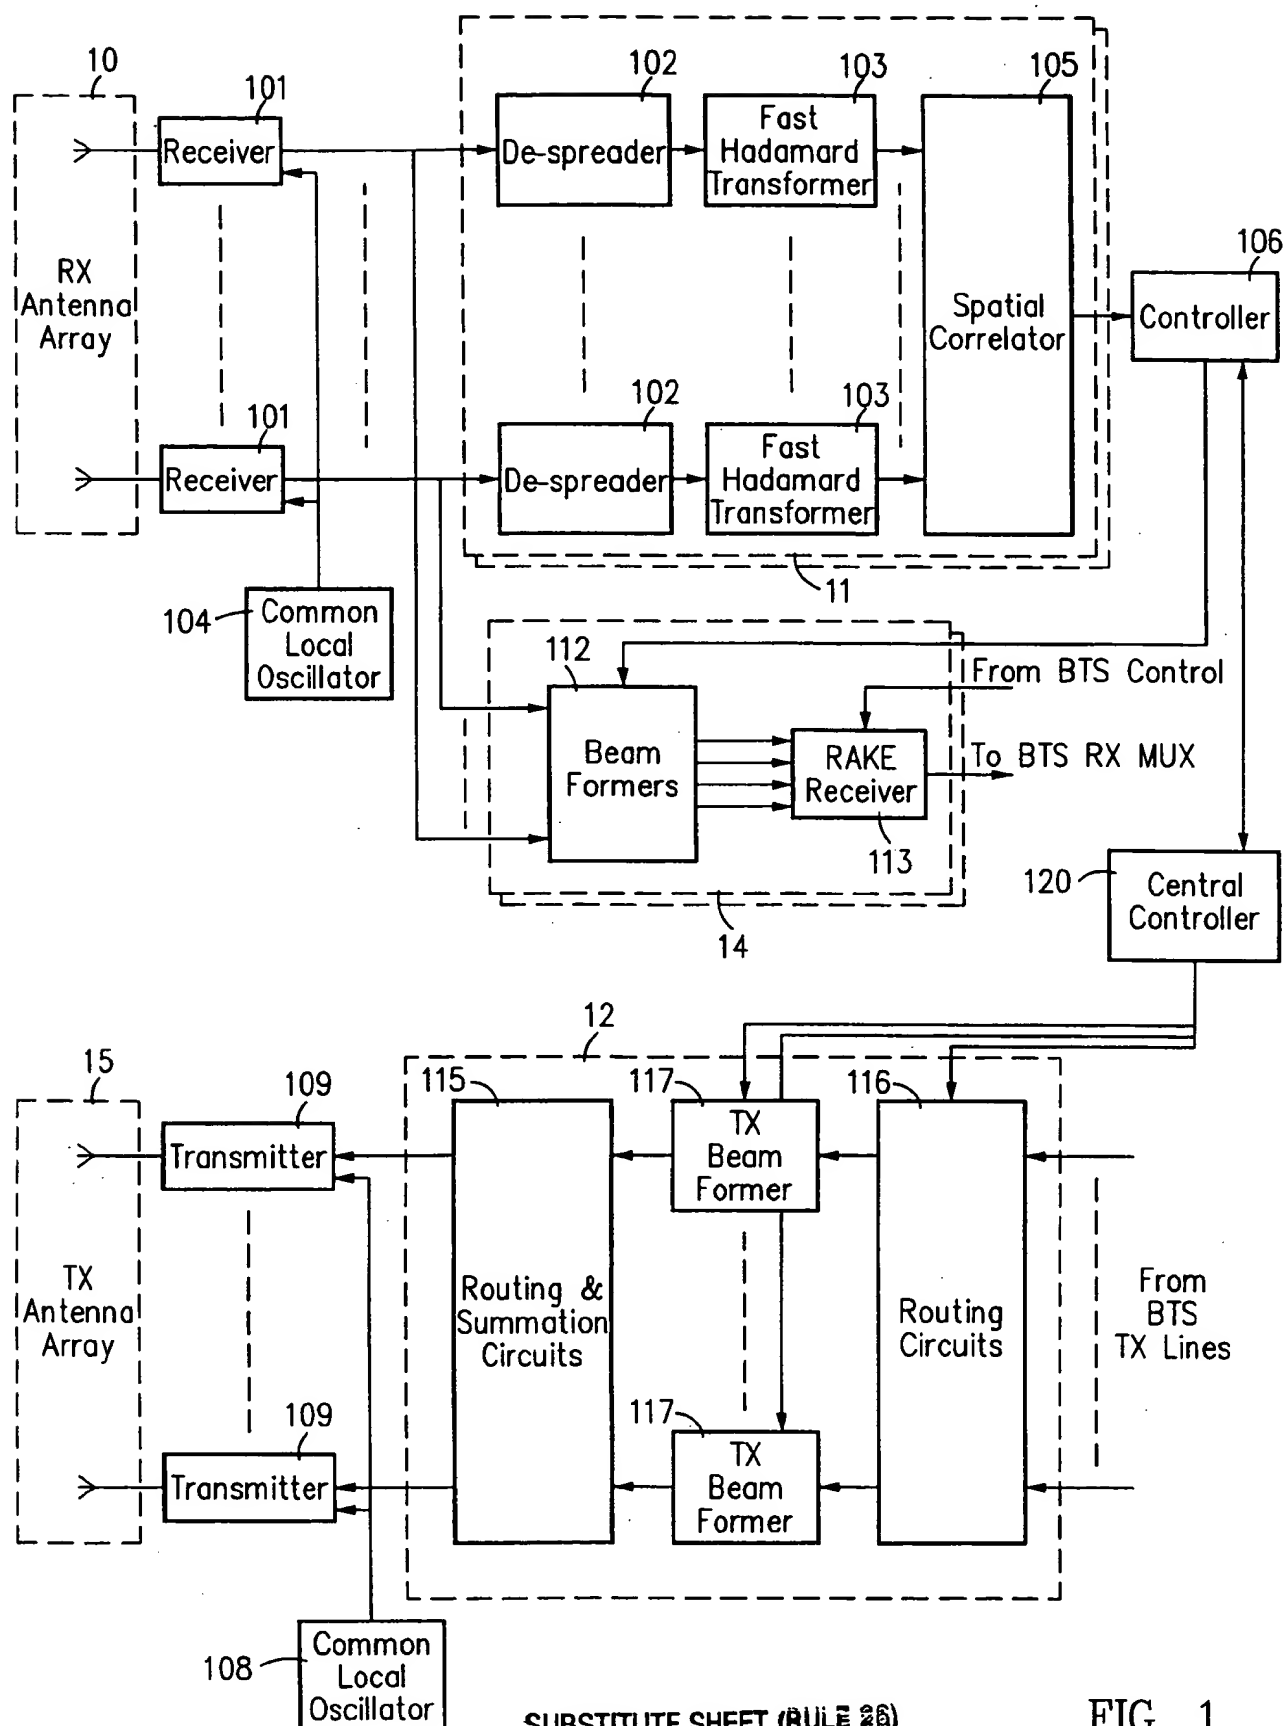 10
101
102
103
105
Receiver
De-spreader
Fast
Hadamard
Transformer
RX
Antenna
Array
106
Controller
Spatial
Correlator
101
102
103
Receiver
De-spreader
Fast
Hadamard
Transformer
11
104
Common
Local
Oscillator
112
From BTS Control
Beam
Formers
RAKE
Receiver
To BTS RX MUX
113
120
Central
Controller
14
12
15
109
115
117
116
Transmitter
TX
Beam
Former
TX
Antenna
Array
Routing &
Summation
Circuits
Routing
Circuits
From
BTS
TX Lines
109
117
Transmitter
TX
Beam
Former
108
Common
Local
Oscillator
SUBSTITUTE SHEET (RULE 26)
FIG. 1